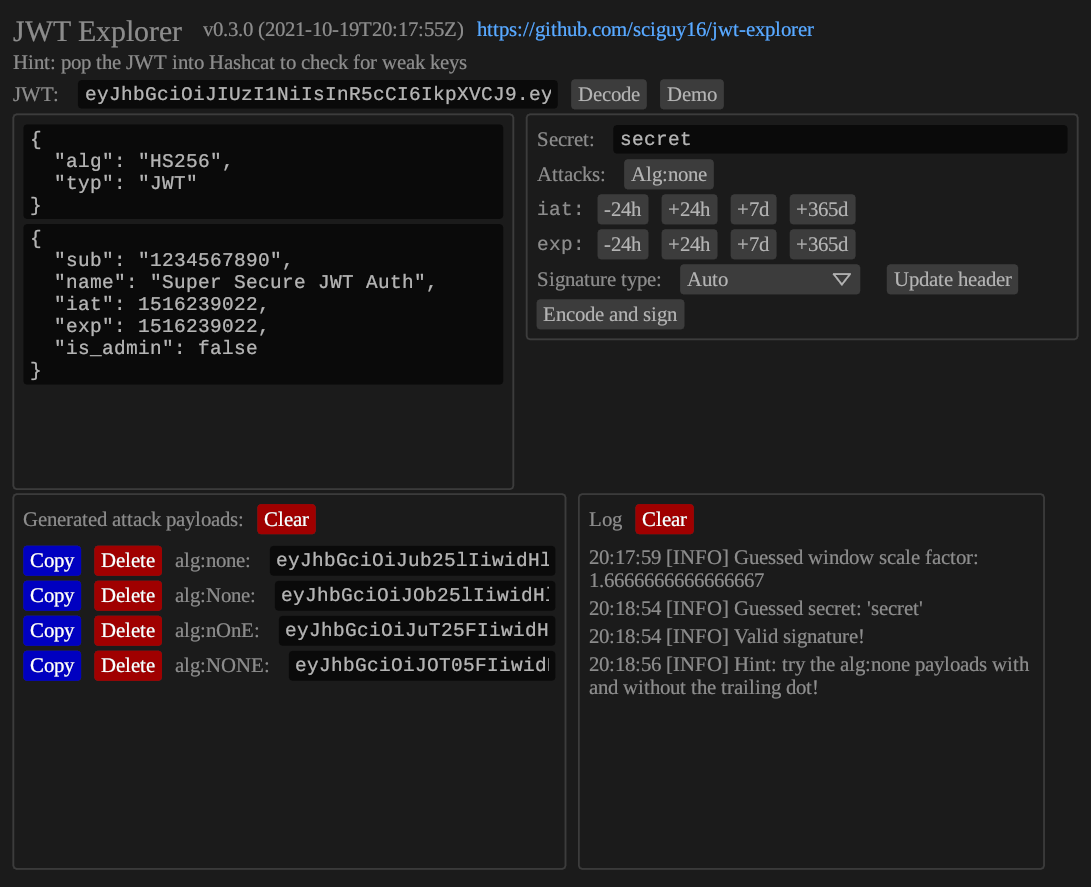 JWT Explorer v0.3.0 (2021-10-19T20:17:55Z) https://github.com/sciguy16/jwt-explorer
Hint: pop the JWT into Hashcat to check for weak keys
JWT: eyJhbGciOiJIUzI1NiIsInR5cCI6IkpXVCJ9.ey Decode Demo
{
  "alg": "HS256",
  "typ": "JWT"
}
{
  "sub": "1234567890",
  "name": "Super Secure JWT Auth",
  "iat": 1516239022,
  "exp": 1516239022,
  "is_admin": false
}
Secret: secret
Attacks: Alg:none
iat: -24h +24h +7d +365d
exp: -24h +24h +7d +365d
Signature type: Auto Update header
Encode and sign
Generated attack payloads: Clear
Copy Delete alg:none: eyJhbGciOiJub25lIiwidHl
Copy Delete alg:None: eyJhbGciOiJOb25lIiwidHl
Copy Delete alg:nOnE: eyJhbGciOiJuT25FIiwidH
Copy Delete alg:NONE: eyJhbGciOiJOT05FIiwid
Log Clear
20:17:59 [INFO] Guessed window scale factor:
1.6666666666666667
20:18:54 [INFO] Guessed secret: 'secret'
20:18:54 [INFO] Valid signature!
20:18:56 [INFO] Hint: try the alg:none payloads with
and without the trailing dot!